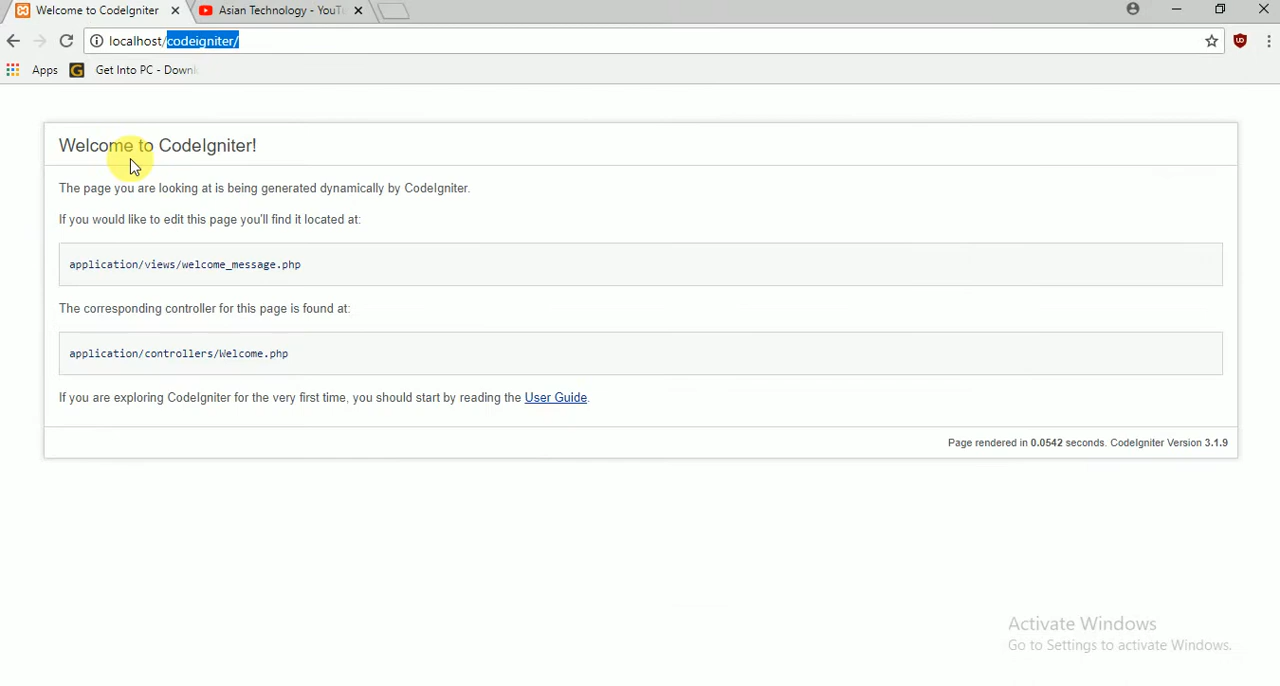 Welcome to CodeIgniter
Asian Technology - YouT
localhost/codeigniter/
Apps
Get Into PC - Downl
Welcome to CodeIgniter!
The page you are looking at is being generated dynamically by CodeIgniter.
If you would like to edit this page you'll find it located at:
application/views/welcome_message.php
The corresponding controller for this page is found at:
application/controllers/Welcome.php
If you are exploring CodeIgniter for the very first time, you should start by reading the User Guide.
Page rendered in 0.0542 seconds. CodeIgniter Version 3.1.9
Activate Windows
Go to Settings to activate Windows.